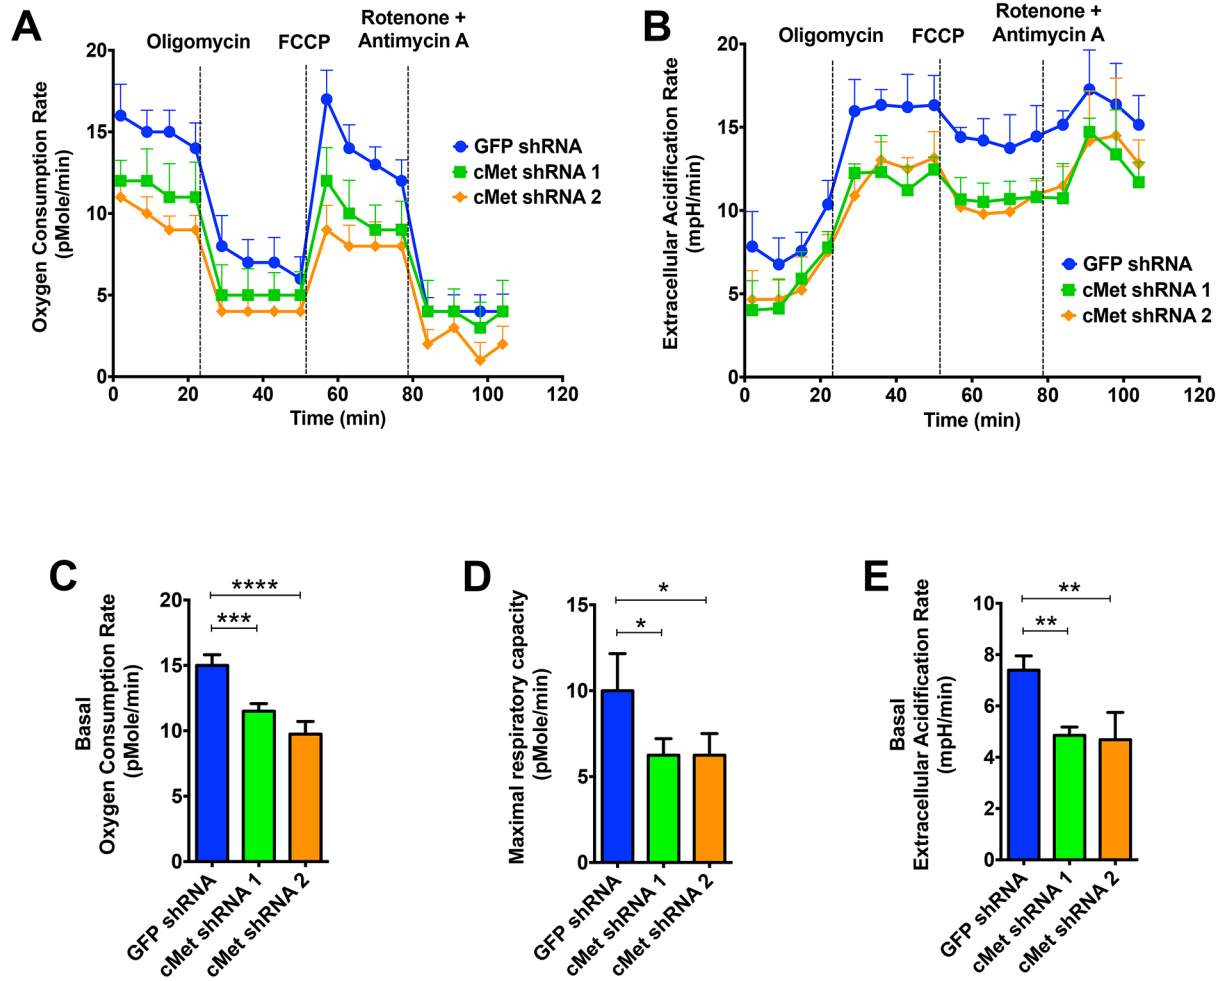 A
Oligomycin
FCCP
Rotenone +
Antimycin A
Oxygen Consumption Rate
(pMole/min)
20
15
10
5
0
GFP shRNA
cMet shRNA 1
cMet shRNA 2
0 20 40 60 80 100 120
Time (min)
B
Oligomycin
FCCP
Rotenone +
Antimycin A
Extracellular Acidification Rate
(mpH/min)
20
15
10
5
0
GFP shRNA
cMet shRNA 1
cMet shRNA 2
0 20 40 60 80 100 120
Time (min)
C
Basal
Oxygen Consumption Rate
(pMole/min)
20
15
10
5
0
****
***
GFP shRNA
cMet shRNA 1
cMet shRNA 2
D
Maximal respiratory capacity
(pMole/min)
15
10
5
0
*
*
GFP shRNA
cMet shRNA 1
cMet shRNA 2
E
Basal
Extracellular Acidification Rate
(mpH/min)
10
8
6
4
2
0
**
**
GFP shRNA
cMet shRNA 1
cMet shRNA 2